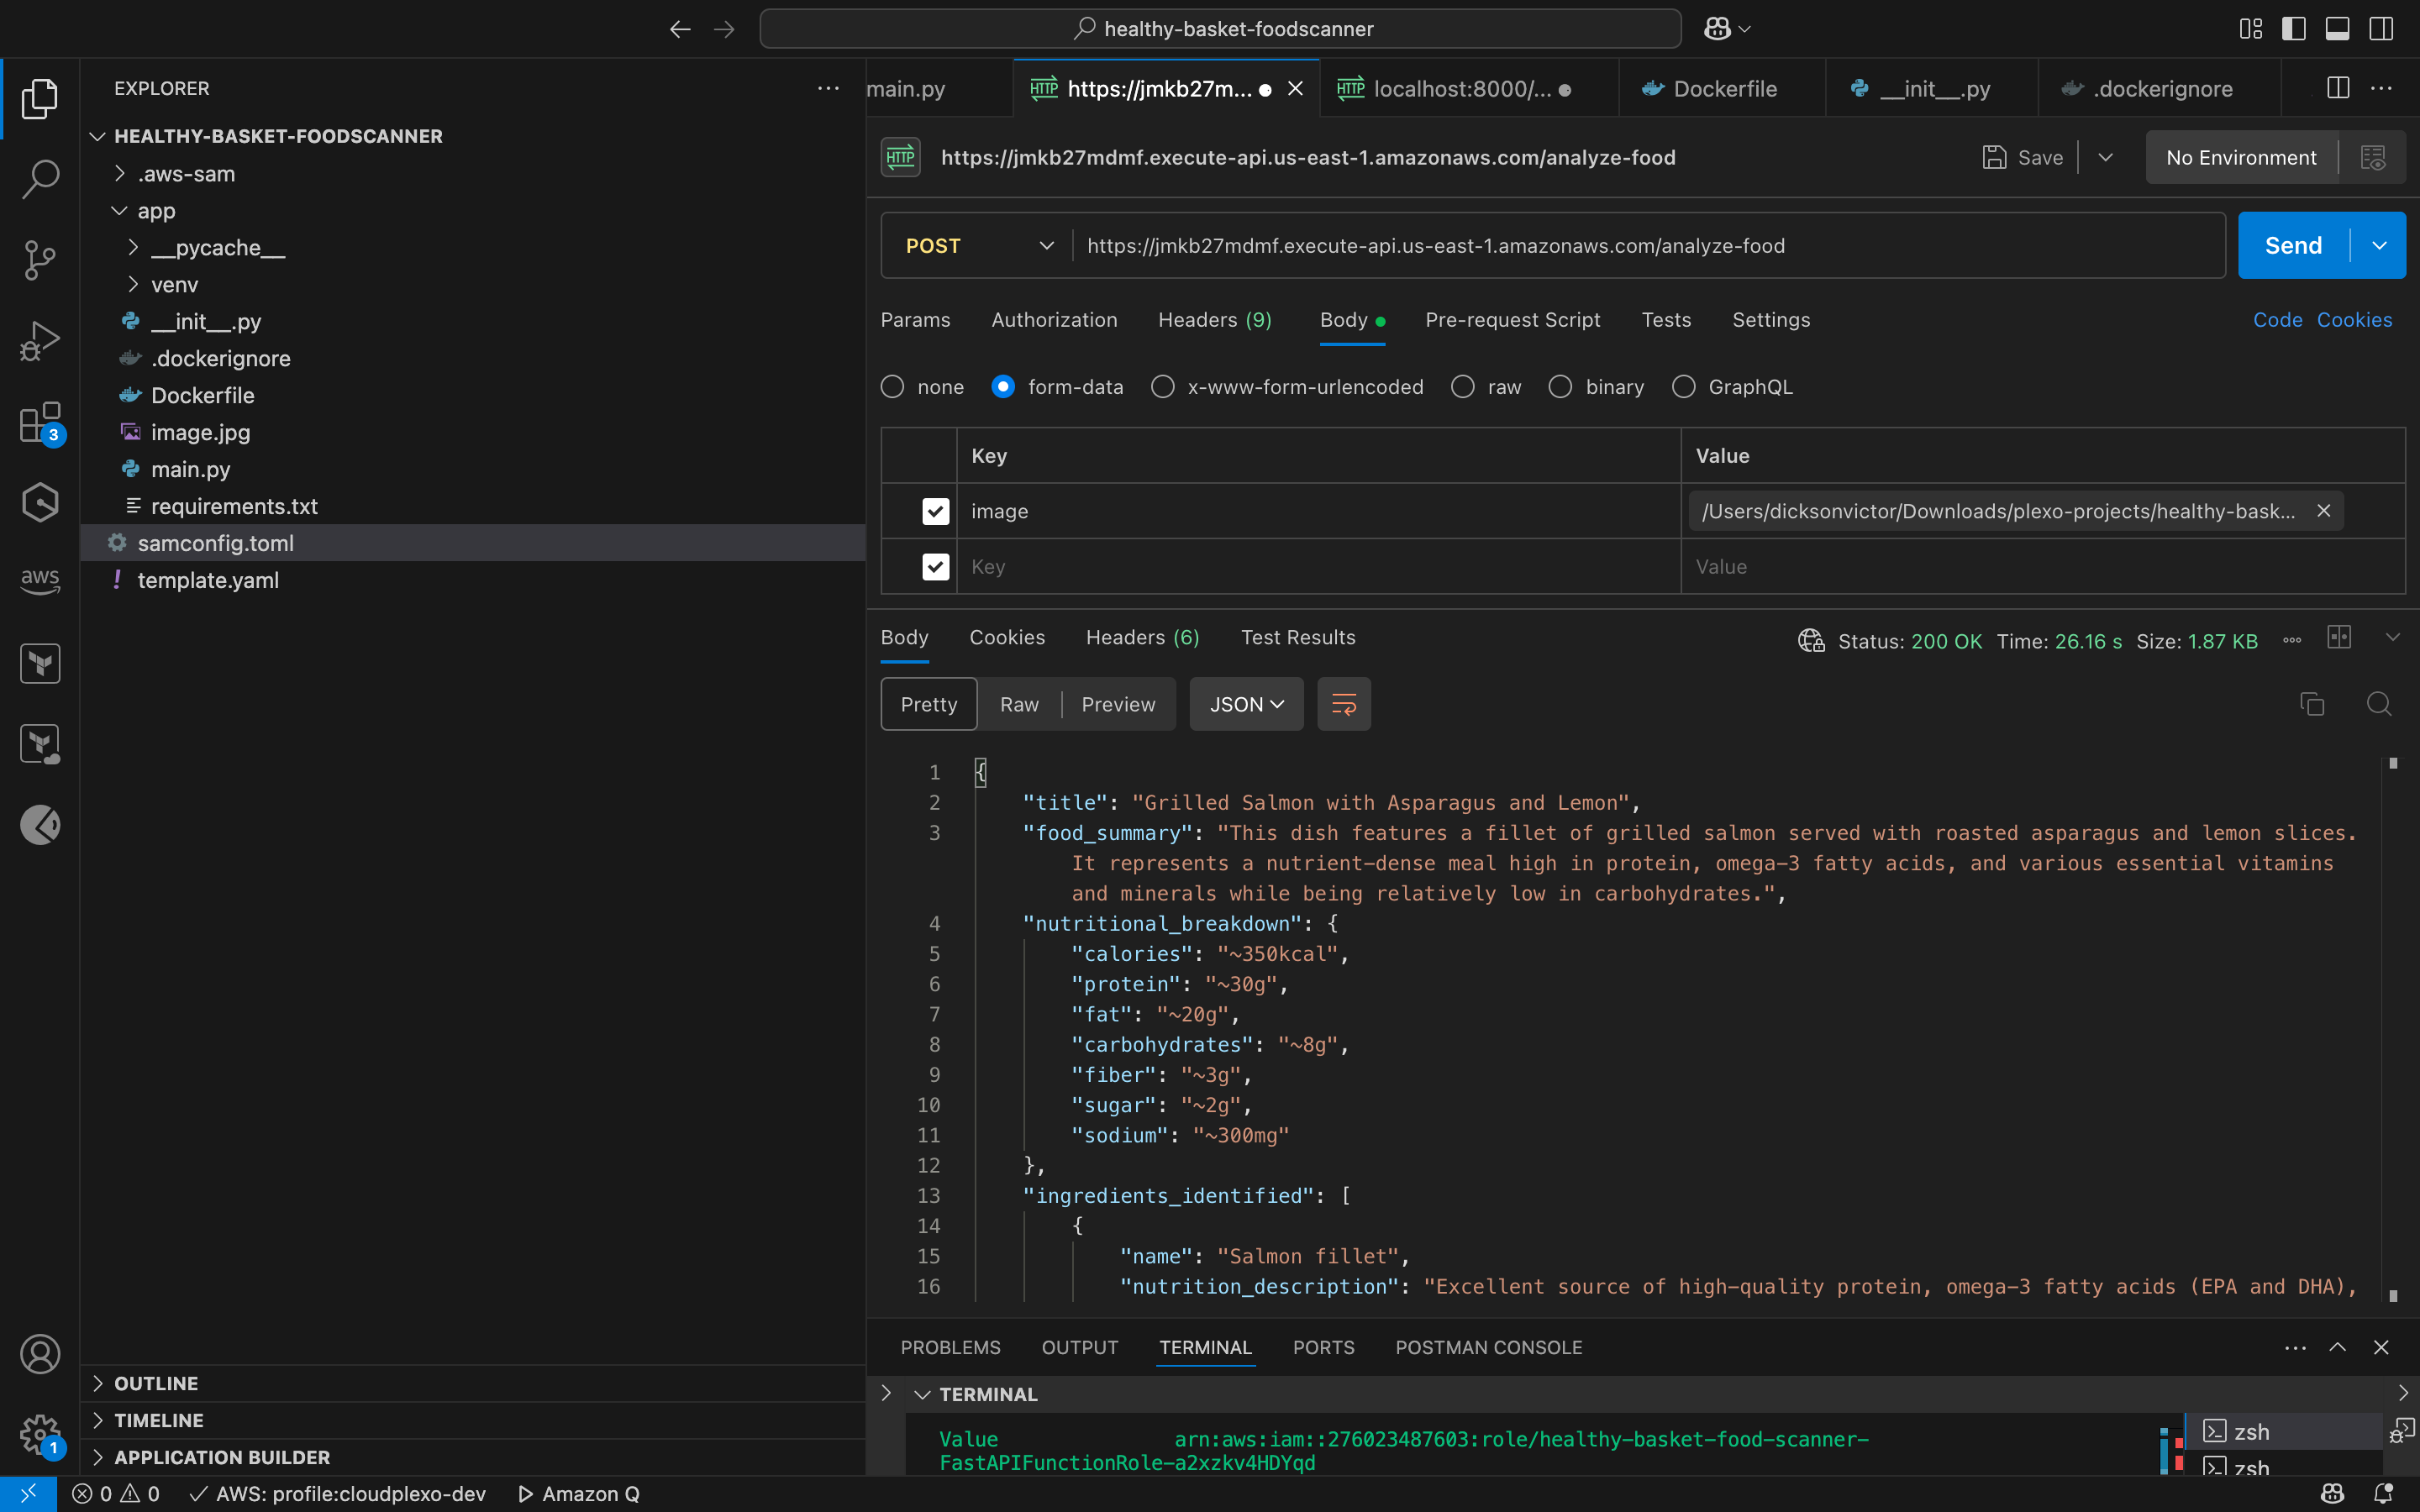 healthy-basket-foodscanner
EXPLORER
HEALTHY-BASKET-FOODSCANNER
.aws-sam
app
__pycache__
venv
__init__.py
.dockerignore
Dockerfile
image.jpg
main.py
requirements.txt
samconfig.toml
template.yaml
3
aws
1
OUTLINE
TIMELINE
APPLICATION BUILDER
main.py
HTTP https://jmkb27m...
HTTP localhost:8000/...
Dockerfile
__init__.py
.dockerignore
HTTP https://jmkb27mdmf.execute-api.us-east-1.amazonaws.com/analyze-food
Save
No Environment
POST https://jmkb27mdmf.execute-api.us-east-1.amazonaws.com/analyze-food
Send
Params Authorization Headers (9) Body Pre-request Script Tests Settings
Code Cookies
none form-data x-www-form-urlencoded raw binary GraphQL
Key Value
image /Users/dicksonvictor/Downloads/plexo-projects/healthy-bask...
Key Value
Body Cookies Headers (6) Test Results
Status: 200 OK Time: 26.16 s Size: 1.87 KB
Pretty Raw Preview JSON
1 {
2 "title": "Grilled Salmon with Asparagus and Lemon",
3 "food_summary": "This dish features a fillet of grilled salmon served with roasted asparagus and lemon slices.
It represents a nutrient-dense meal high in protein, omega-3 fatty acids, and various essential vitamins
and minerals while being relatively low in carbohydrates.",
4 "nutritional_breakdown": {
5 "calories": "~350kcal",
6 "protein": "~30g",
7 "fat": "~20g",
8 "carbohydrates": "~8g",
9 "fiber": "~3g",
10 "sugar": "~2g",
11 "sodium": "~300mg"
12 },
13 "ingredients_identified": [
14 {
15 "name": "Salmon fillet",
16 "nutrition_description": "Excellent source of high-quality protein, omega-3 fatty acids (EPA and DHA),
PROBLEMS OUTPUT TERMINAL PORTS POSTMAN CONSOLE
TERMINAL
Value arn:aws:iam::276023487603:role/healthy-basket-food-scanner-
FastAPIFunctionRole-a2xzkv4HDYqd
zsh
zsh
0 0 AWS: profile:cloudplexo-dev Amazon Q